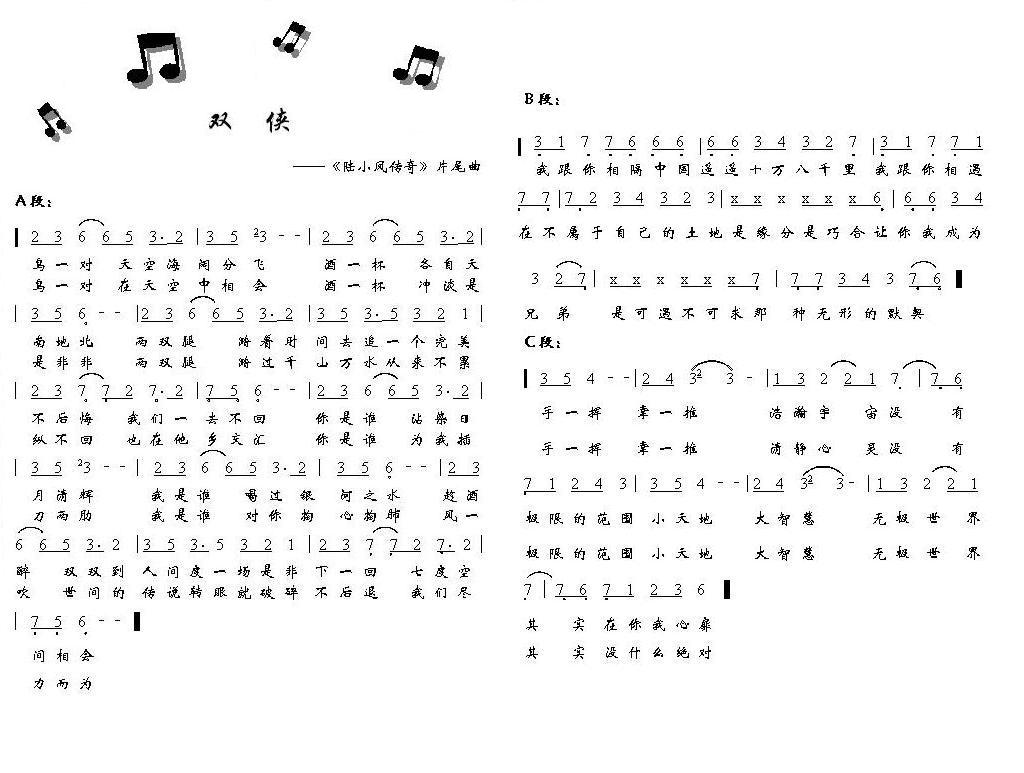 双 侠
——《陆小凤传奇》片尾曲
A段：
2 3 6 6 5 3· 2 | 3 5 23 - - | 2 3 6 6 5 3· 2 |
鸟 一 对 天 空 海 阔 分 飞 酒 一 杯 各 自 天
鸟 一 对 在 天 空 中 相 会 酒 一 杯 冲 淡 是
| 3 5 6 - - | 2 3 6 6 5 3· 2 | 3 5 3· 5 3 2 1 |
南 地 北 两 双 腿 踏 着 时 间 去 追 一 个 完 美
是 非 非 两 双 腿 踏 过 千 山 万 水 从 来 不 累
| 2 3 7 7 2 7· 2 | 7 5 6 - - | 2 3 6 6 5 3· 2 |
不 后 悔 我 们 一 去 不 回 你 是 谁 沾 染 日
纵 不 回 也 在 他 乡 交 汇 你 是 谁 为 我 插
| 3 5 23 - - | 2 3 6 6 5 3· 2 | 3 5 6 - - | 2 3
月 清 辉 我 是 谁 喝 过 银 河 之 水 趁 酒
刀 两 肋 我 是 谁 对 你 掏 心 掏 肺 风 一
6 6 5 3· 2 | 3 5 3· 5 3 2 1 | 2 3 7 7 2 7· 2 |
醉 双 双 到 人 间 度 一 场 是 非 下 一 回 七 度 空
吹 世 间 的 传 说 转 眼 就 破 碎 不 后 退 我 们 尽
| 7 5 6 - -
间 相 会
力 而 为
B段：
3 1 7 7 6 6 6 | 6 6 3 4 3 2 7 | 3 1 7 7 1
我 跟 你 相 隔 中 国 遥 遥 十 万 八 千 里 我 跟 你 相 遇
7 7 | 7 2 3 4 3 2 3 | x x x x x x 6 | 6 6 3 4
在 不 属 于 自 己 的 土 地 是 缘 分 是 巧 合 让 你 我 成 为
3 2 7 | x x x x x x 7 | 7 7 3 4 3 7 6
兄 弟 是 可 遇 不 可 求 那 种 无 形 的 默 契
C段：
3 5 4 - - | 2 4 32 3 - | 1 3 2 2 1 7 | 7 6
手 一 挥 掌 一 推 浩 瀚 宇 宙 没 有
手 一 挥 掌 一 推 清 静 心 灵 没 有
7 1 2 4 3 | 3 5 4 - - | 2 4 32 3 - | 1 3 2 2 1
极 限 的 范 围 小 天 地 大 智 慧 无 极 世 界
极 限 的 范 围 小 天 地 大 智 慧 无 极 世 界
7 | 7 6 7 1 2 3 6
其 实 在 你 我 心 扉
其 实 没 什 么 绝 对